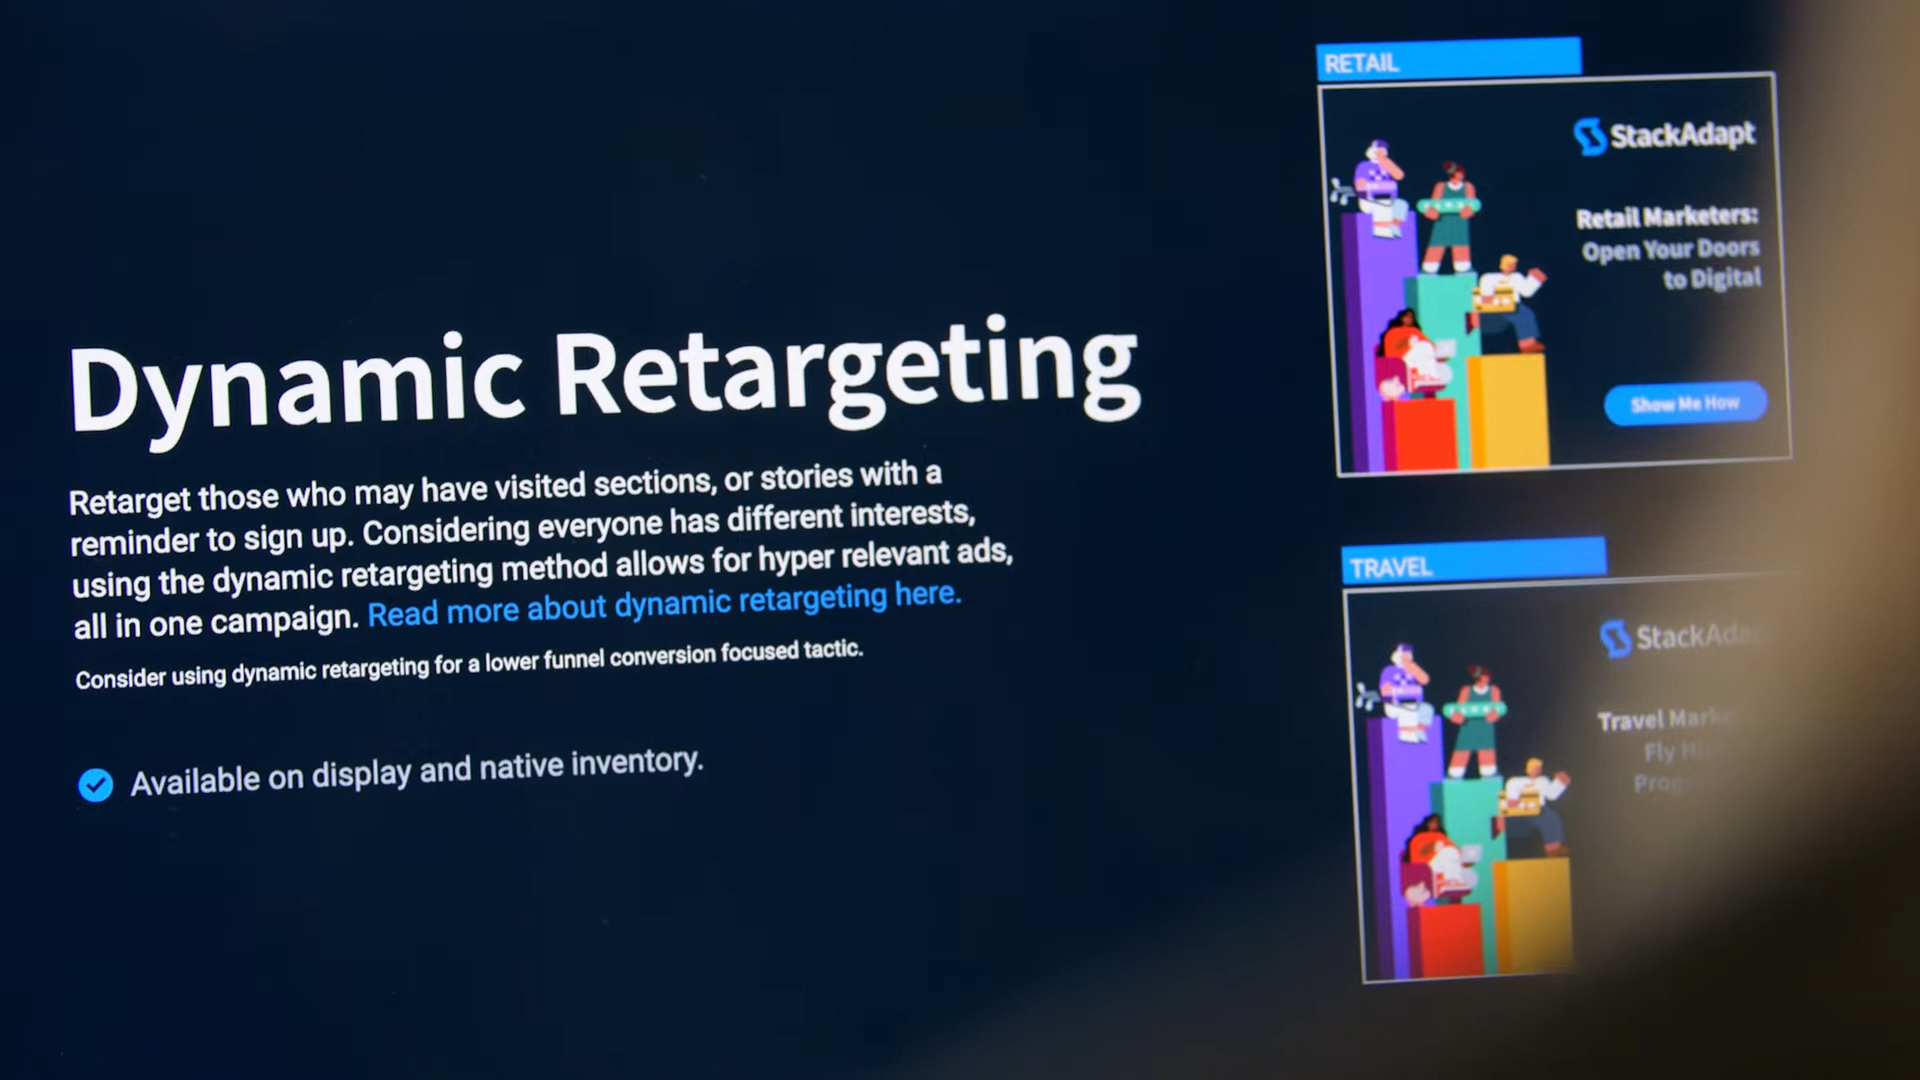 Dynamic Retargeting
Retarget those who may have visited sections, or stories with a
reminder to sign up. Considering everyone has different interests,
using the dynamic retargeting method allows for hyper relevant ads,
all in one campaign. Read more about dynamic retargeting here.
Consider using dynamic retargeting for a lower funnel conversion focused tactic.
Available on display and native inventory.
RETAIL
StackAdapt
Retail Marketers:
Open Your Doors
to Digital
Show Me How
TRAVEL
StackAdap
Travel
Fly